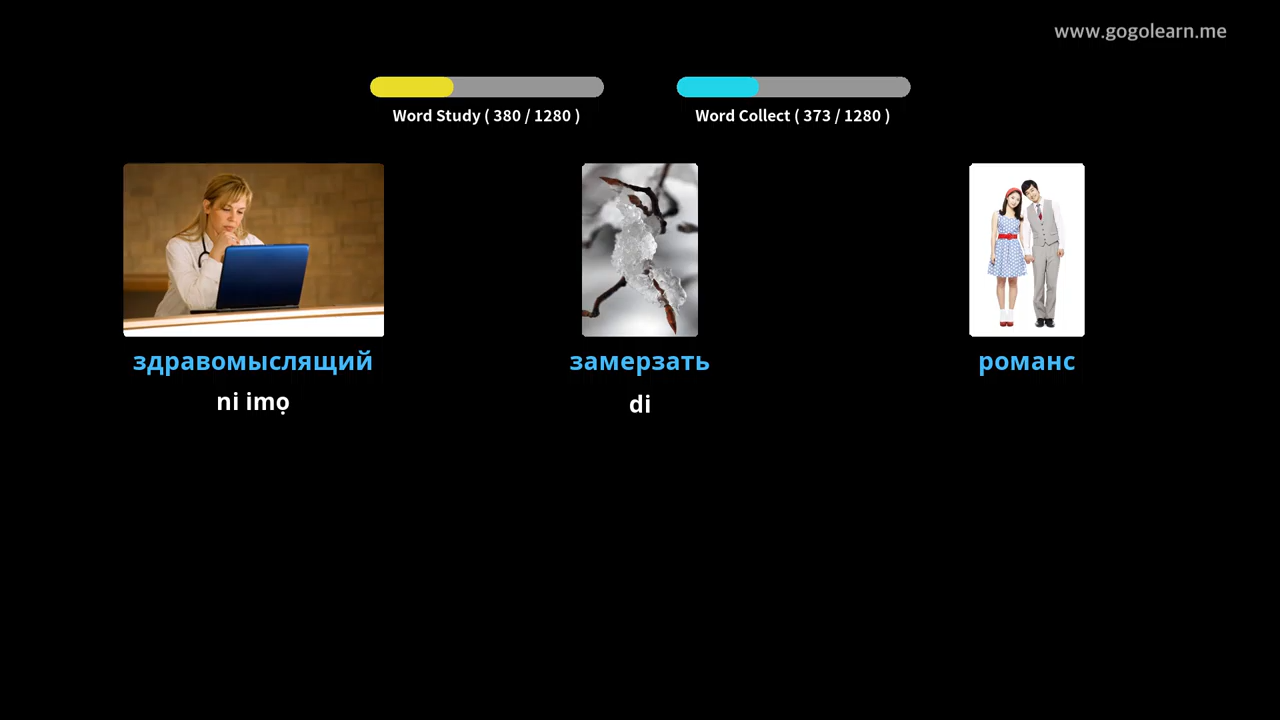 www.gogolearn.me
Word Study ( 380 / 1280 )
Word Collect ( 373 / 1280 )
здравомыслящий
замерзать
романс
ni imọ
di